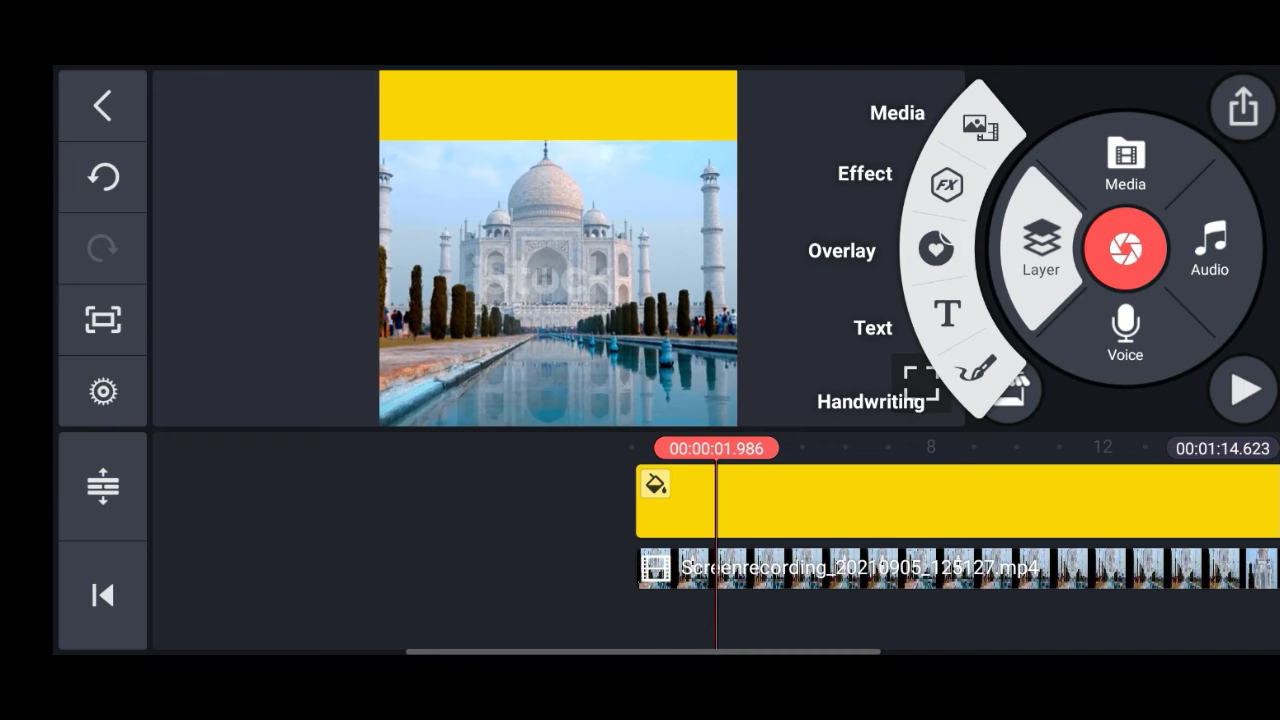 Media
Effect
Overlay
Text
Handwriting
FX
T
Media
Layer
Audio
Voice
00:00:01.986
8
12
00:01:14.623
Screenrecording_20210905_125127.mp4